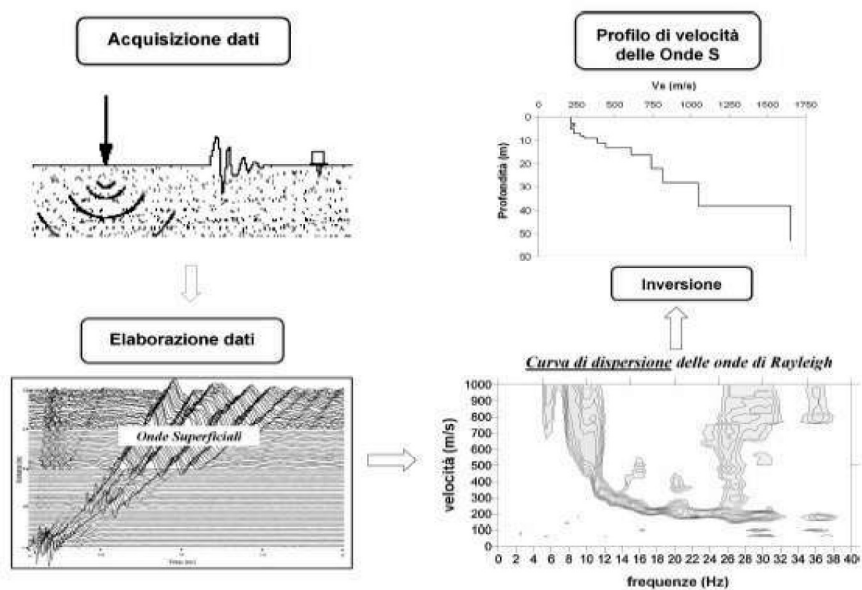 Acquisizione dati
Elaborazione dati
Onde Superficiali
Profilo di velocità
delle Onde S
Vs (m/s)
0 250 500 750 1000 1250 1500 1750
Profondità (m)
0
10
20
30
40
50
60
Inversione
Curva di dispersione delle onde di Rayleigh
velocità (m/s)
1000
900
800
700
600
500
400
300
200
100
0
0 2 4 6 8 10 12 14 16 18 20 22 24 26 28 30 32 34 36 38 40
frequenze (Hz)